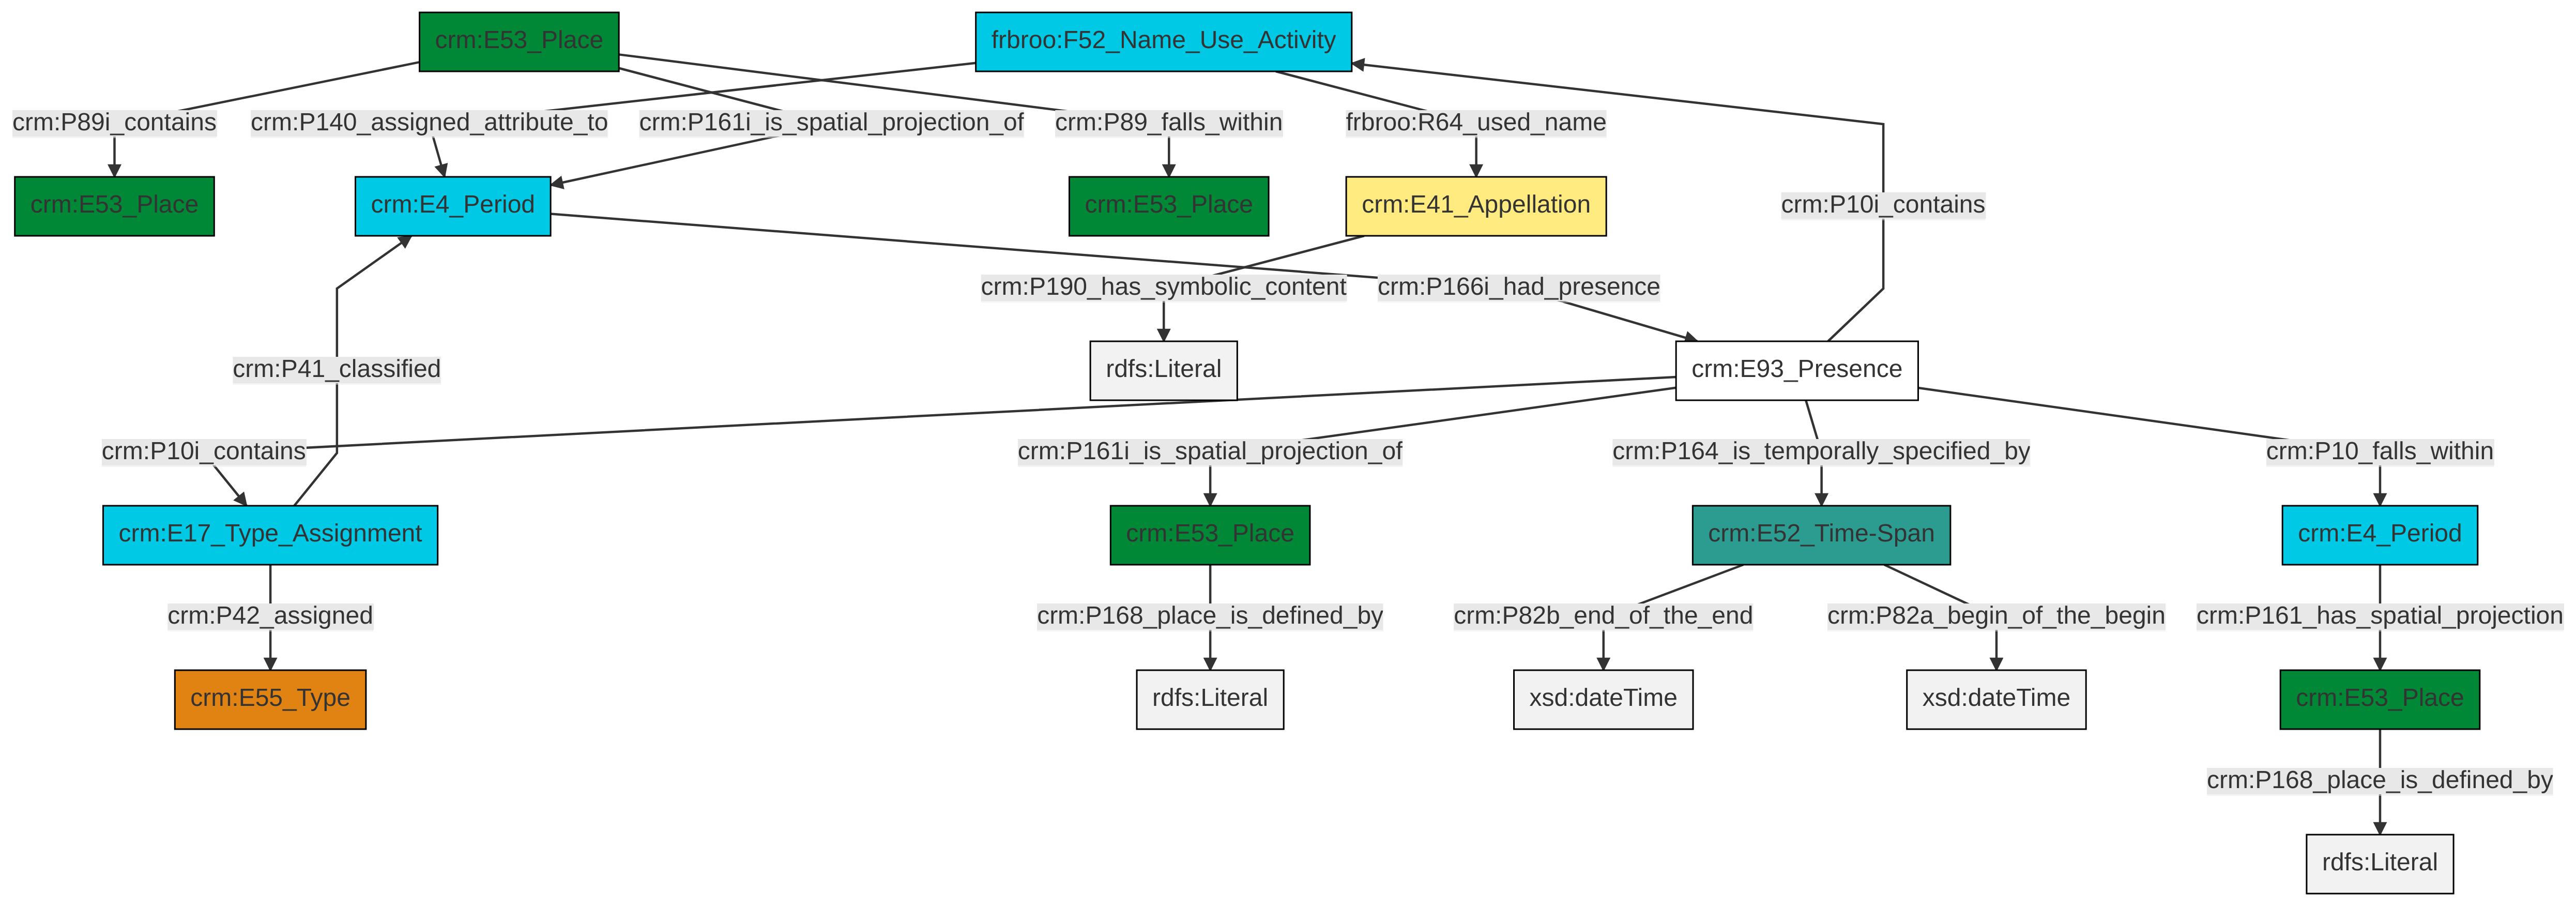 crm:E53_Place
frbroo:F52_Name_Use_Activity
crm:P89i_contains
crm:P140_assigned_attribute_to
crm:P161i_is_spatial_projection_of
crm:P89_falls_within
frbroo:R64_used_name
crm:E53_Place
crm:E4_Period
crm:E53_Place
crm:E41_Appellation
crm:P10i_contains
crm:P190_has_symbolic_content
crm:P166i_had_presence
crm:P41_classified
rdfs:Literal
crm:E93_Presence
crm:P10i_contains
crm:P161i_is_spatial_projection_of
crm:P164_is_temporally_specified_by
crm:P10_falls_within
crm:E17_Type_Assignment
crm:E53_Place
crm:E52_Time-Span
crm:E4_Period
crm:P42_assigned
crm:P168_place_is_defined_by
crm:P82b_end_of_the_end
crm:P82a_begin_of_the_begin
crm:P161_has_spatial_projection
crm:E55_Type
rdfs:Literal
xsd:dateTime
xsd:dateTime
crm:E53_Place
crm:P168_place_is_defined_by
rdfs:Literal